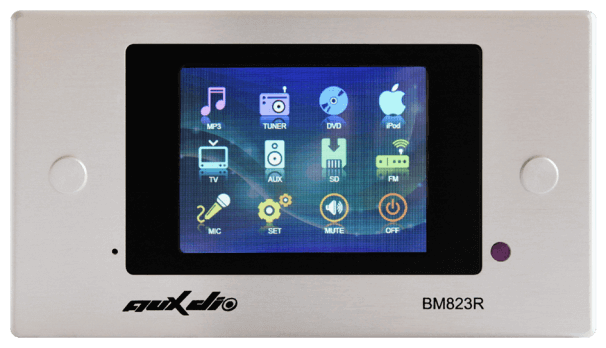 MP3 TUNER DVD iPod
TV AUX SD FM
MIC SET MUTE OFF
auxdio BM823R